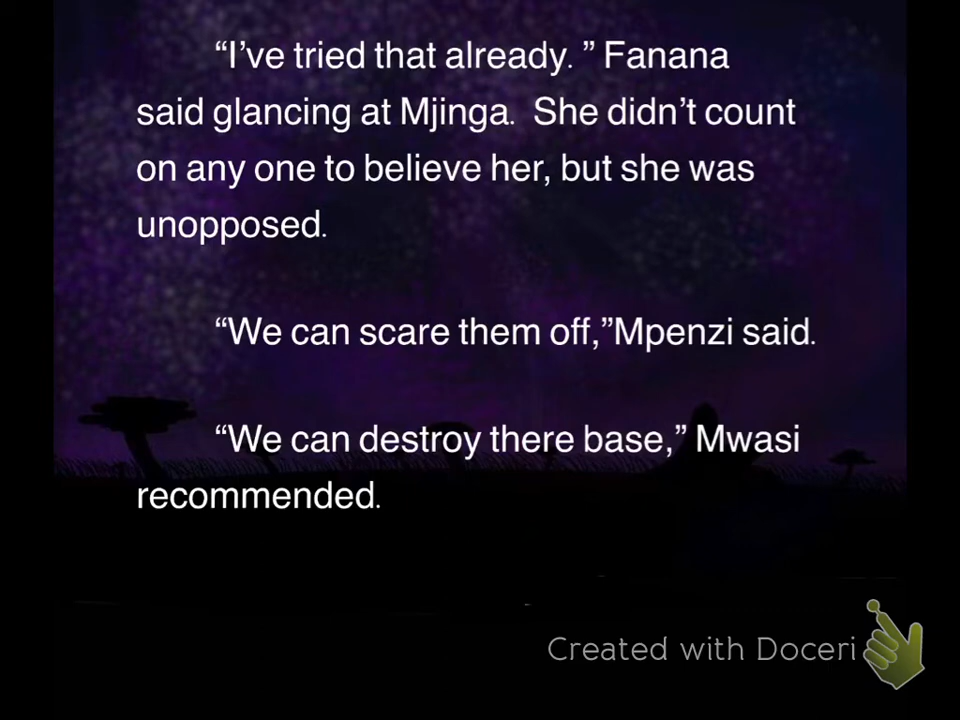 “I’ve tried that already. ” Fanana
said glancing at Mjinga.  She didn’t count
on any one to believe her, but she was
unopposed.
“We can scare them off,”Mpenzi said.
“We can destroy there base,” Mwasi
recommended.
Created with Doceri